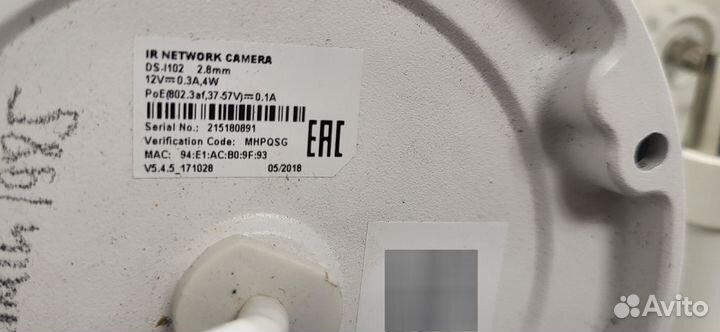 IR NETWORK CAMERA
DS-I102 2.8mm
12V⎓0.3A,4W
PoE(802.3af,37-57V)⎓0.1A
Serial No.: 215180891
Verification Code: MHPQSG
MAC: 94:E1:AC:B0:9F:93
V5.4.5_171028 05/2018
EAC
Avito